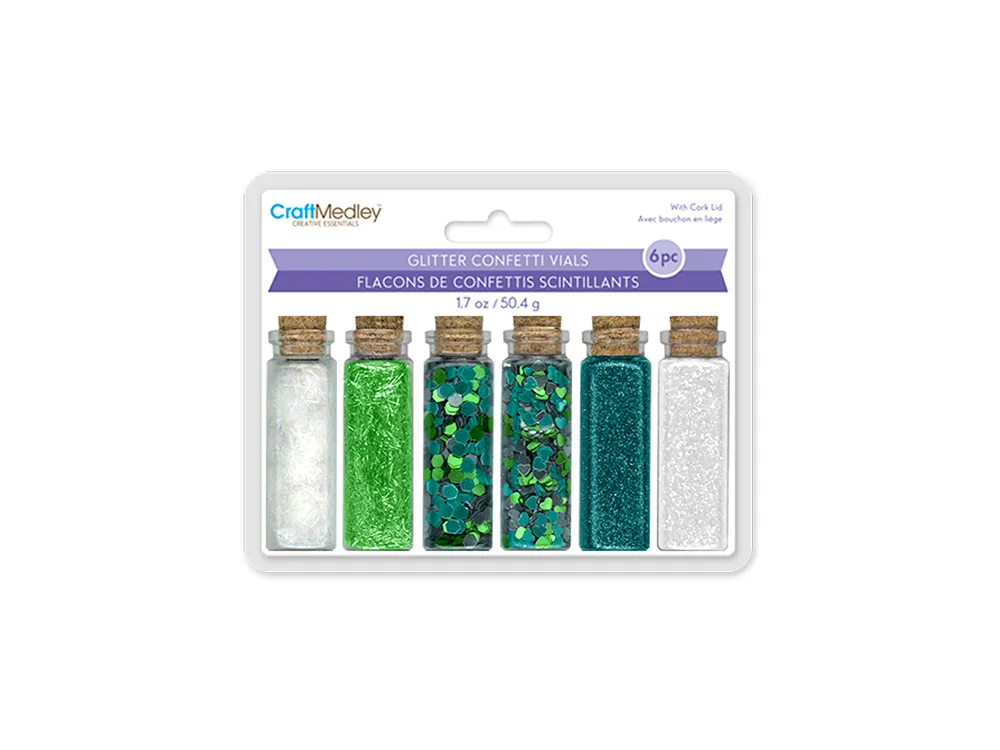 CraftMedley™
CREATIVE ESSENTIALS
With Cork Lid
Avec bouchon en liège
GLITTER CONFETTI VIALS
6pc
FLACONS DE CONFETTIS SCINTILLANTS
1.7 oz / 50.4 g